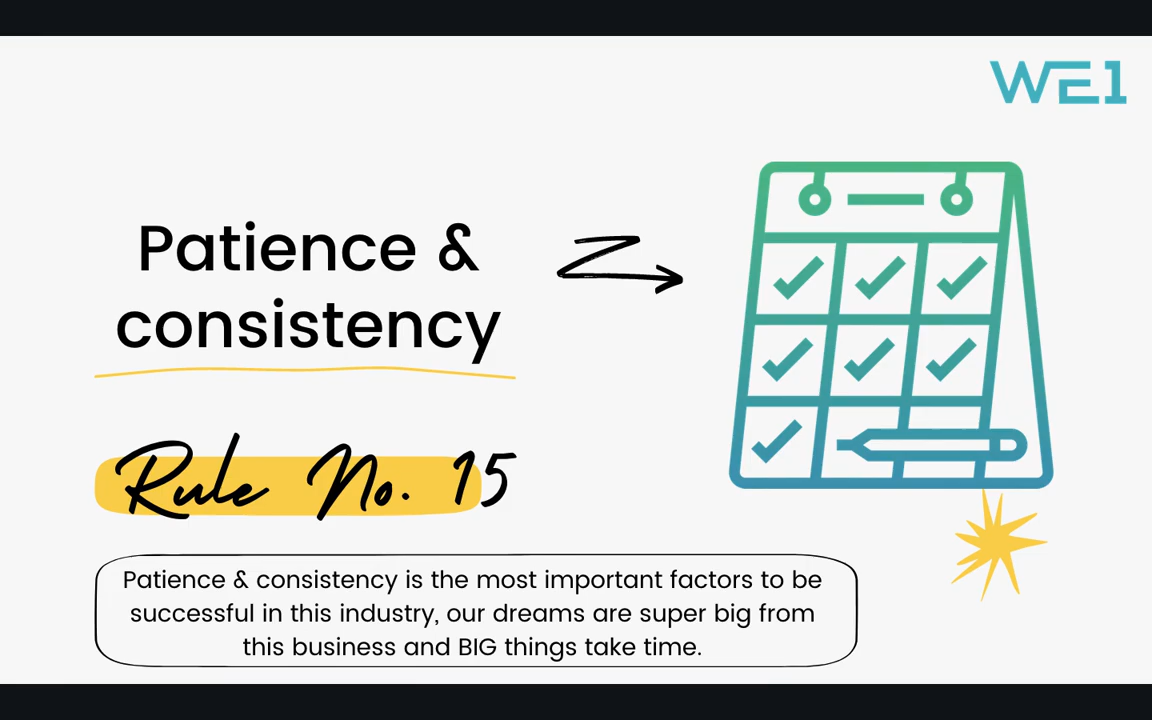 WE1
Patience &
consistency
Rule No. 15
Patience & consistency is the most important factors to be
successful in this industry, our dreams are super big from
this business and BIG things take time.